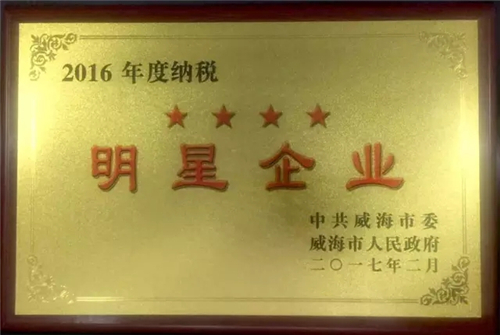 2016 年度纳税
★ ★ ★ ★
明星企业
中共威海市委
威海市人民政府
二〇一七年二月